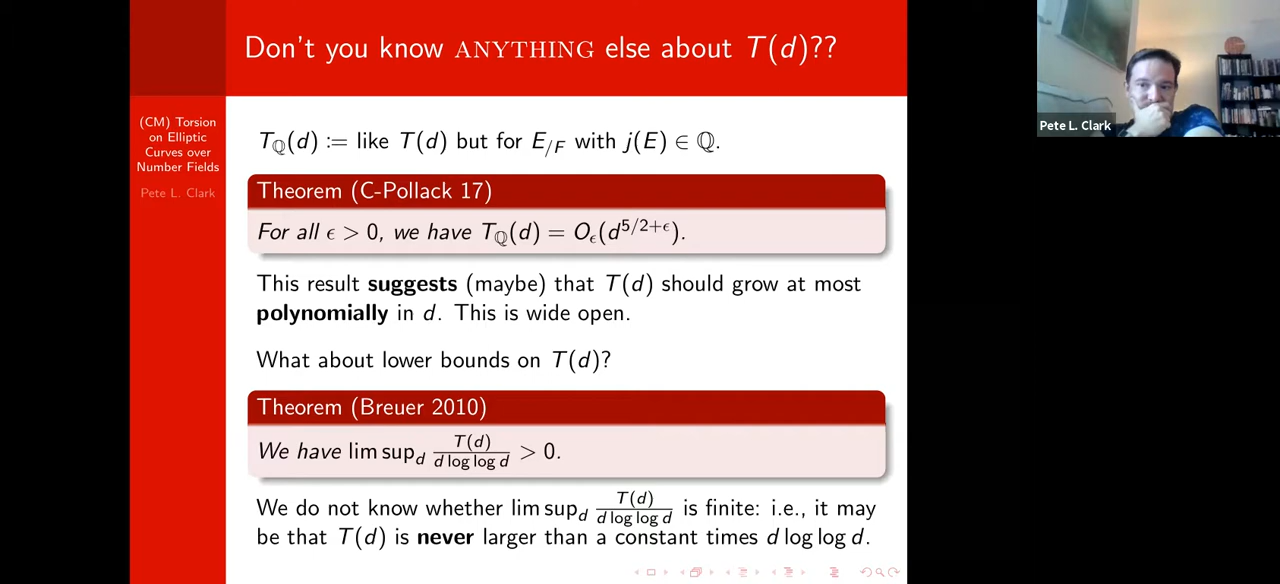 Don't you know ANYTHING else about T(d)??
(CM) Torsion
on Elliptic
Curves over
Number Fields
Pete L. Clark
T_ℚ(d) := like T(d) but for E_{/F} with j(E) ∈ ℚ.
Theorem (C-Pollack 17)
For all ϵ > 0, we have T_ℚ(d) = O_ϵ(d^{5/2+ϵ}).
This result suggests (maybe) that T(d) should grow at most
polynomially in d. This is wide open.
What about lower bounds on T(d)?
Theorem (Breuer 2010)
We have lim sup_d T(d)/(d log log d) > 0.
We do not know whether lim sup_d T(d)/(d log log d) is finite: i.e., it may
be that T(d) is never larger than a constant times d log log d.
Pete L. Clark